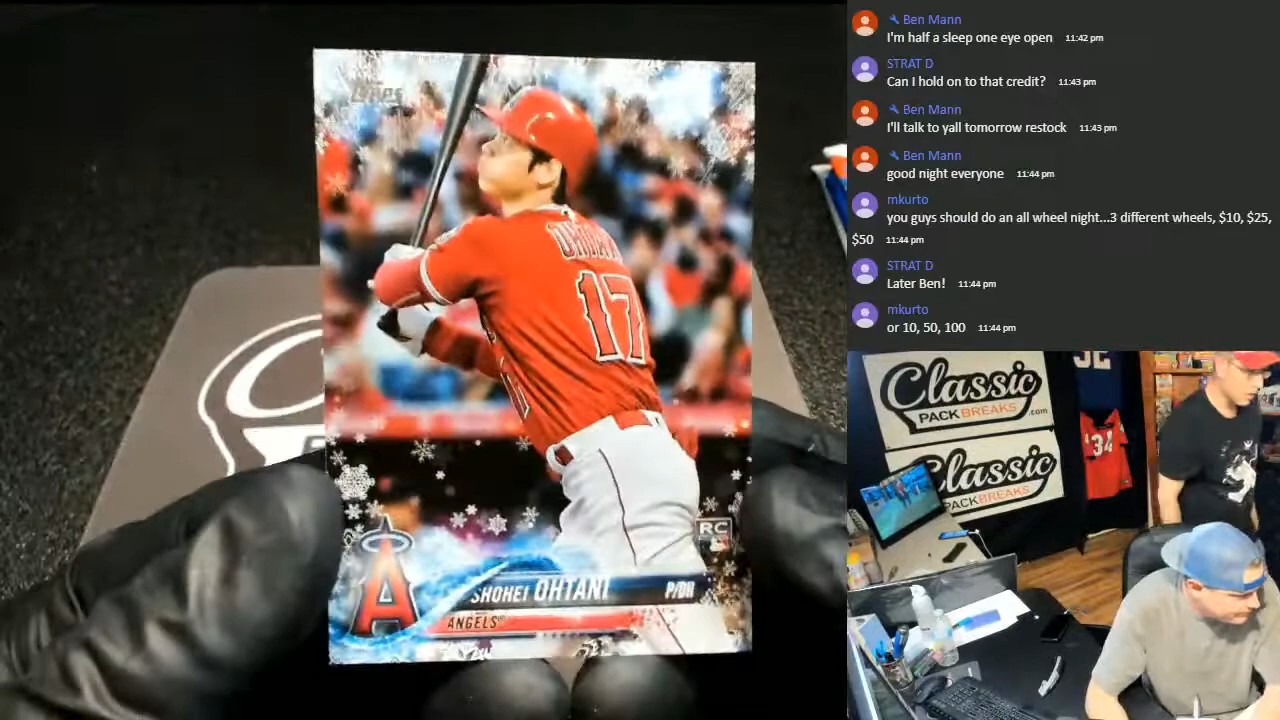 Ben Mann
I'm half a sleep one eye open 11:42 pm
STRAT D
Can I hold on to that credit? 11:43 pm
Ben Mann
I'll talk to yall tomorrow restock 11:43 pm
Ben Mann
good night everyone 11:44 pm
mkurto
you guys should do an all wheel night...3 different wheels, $10, $25,
$50 11:44 pm
STRAT D
Later Ben! 11:44 pm
mkurto
or 10, 50, 100 11:44 pm
Topps
OHTANI
17
RC
A
SHOHEI OHTANI P/DH
ANGELS
Classic
PACK BREAKS .com
Classic
PACK BREAKS
34